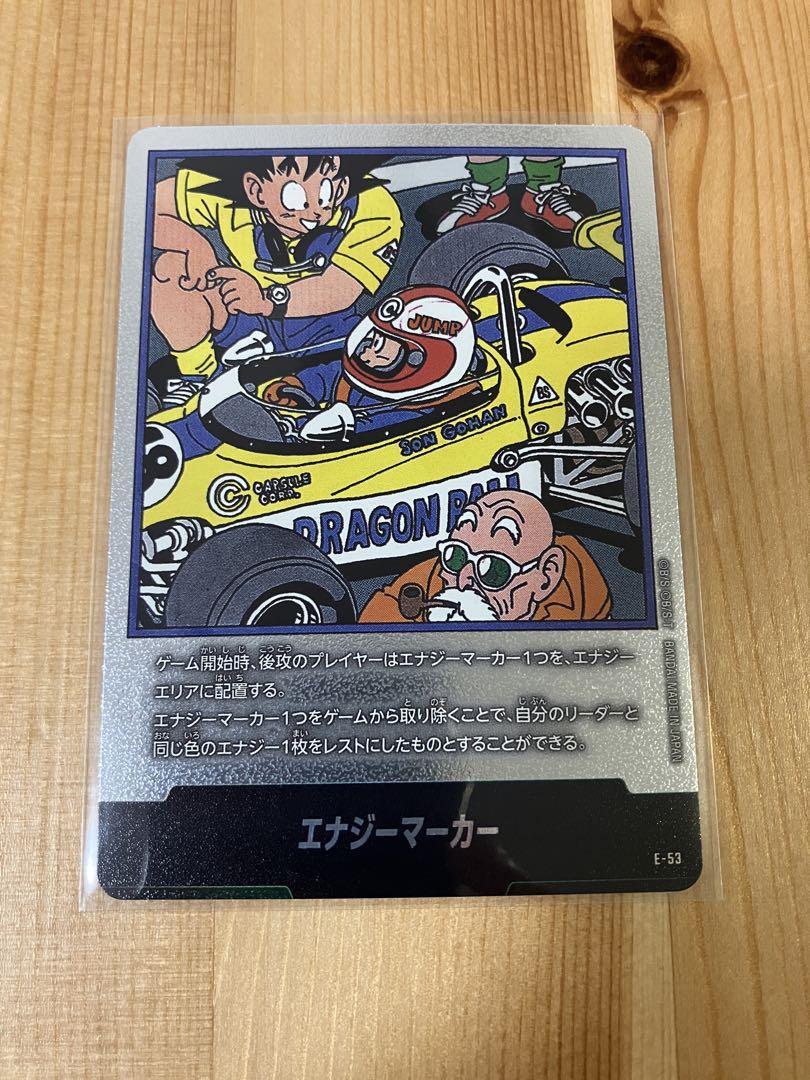 JUMP
BS
SON GOHAN
8
CAPSULE
CORP.
DRAGON BALL
©B/S ©B/S･T BANDAI MADE IN JAPAN
ゲーム開始時、後攻のプレイヤーはエナジーマーカー1つを、エナジー
エリアに配置する。
エナジーマーカー1つをゲームから取り除くことで、自分のリーダーと
同じ色のエナジー1枚をレストにしたものとすることができる。
エナジーマーカー
E-53